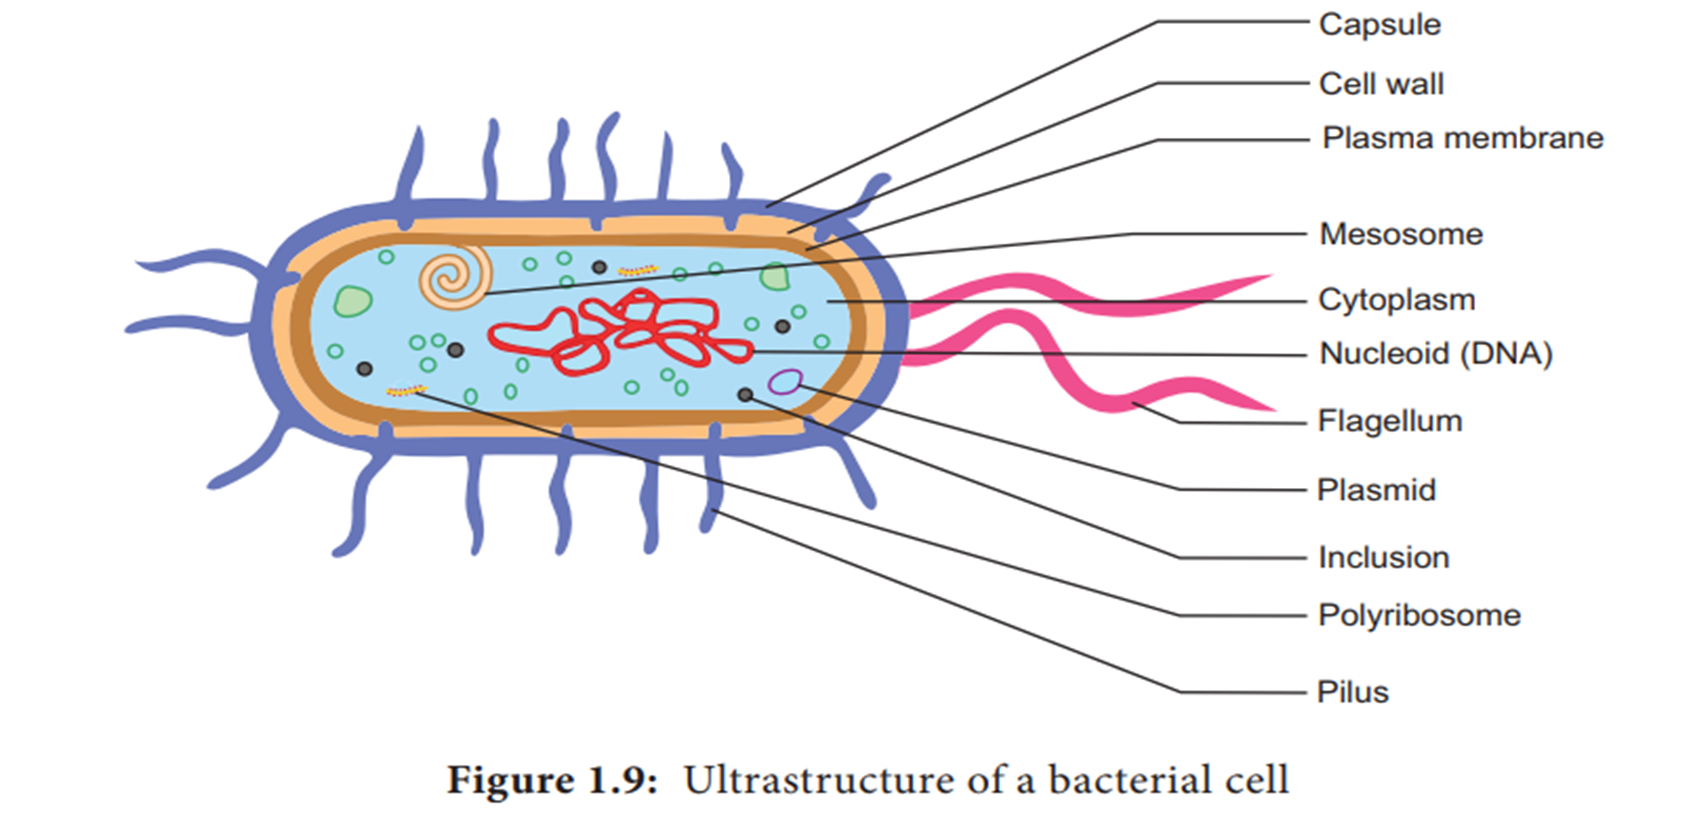 Capsule
Cell wall
Plasma membrane
Mesosome
Cytoplasm
Nucleoid (DNA)
Flagellum
Plasmid
Inclusion
Polyribosome
Pilus
Figure 1.9: Ultrastructure of a bacterial cell